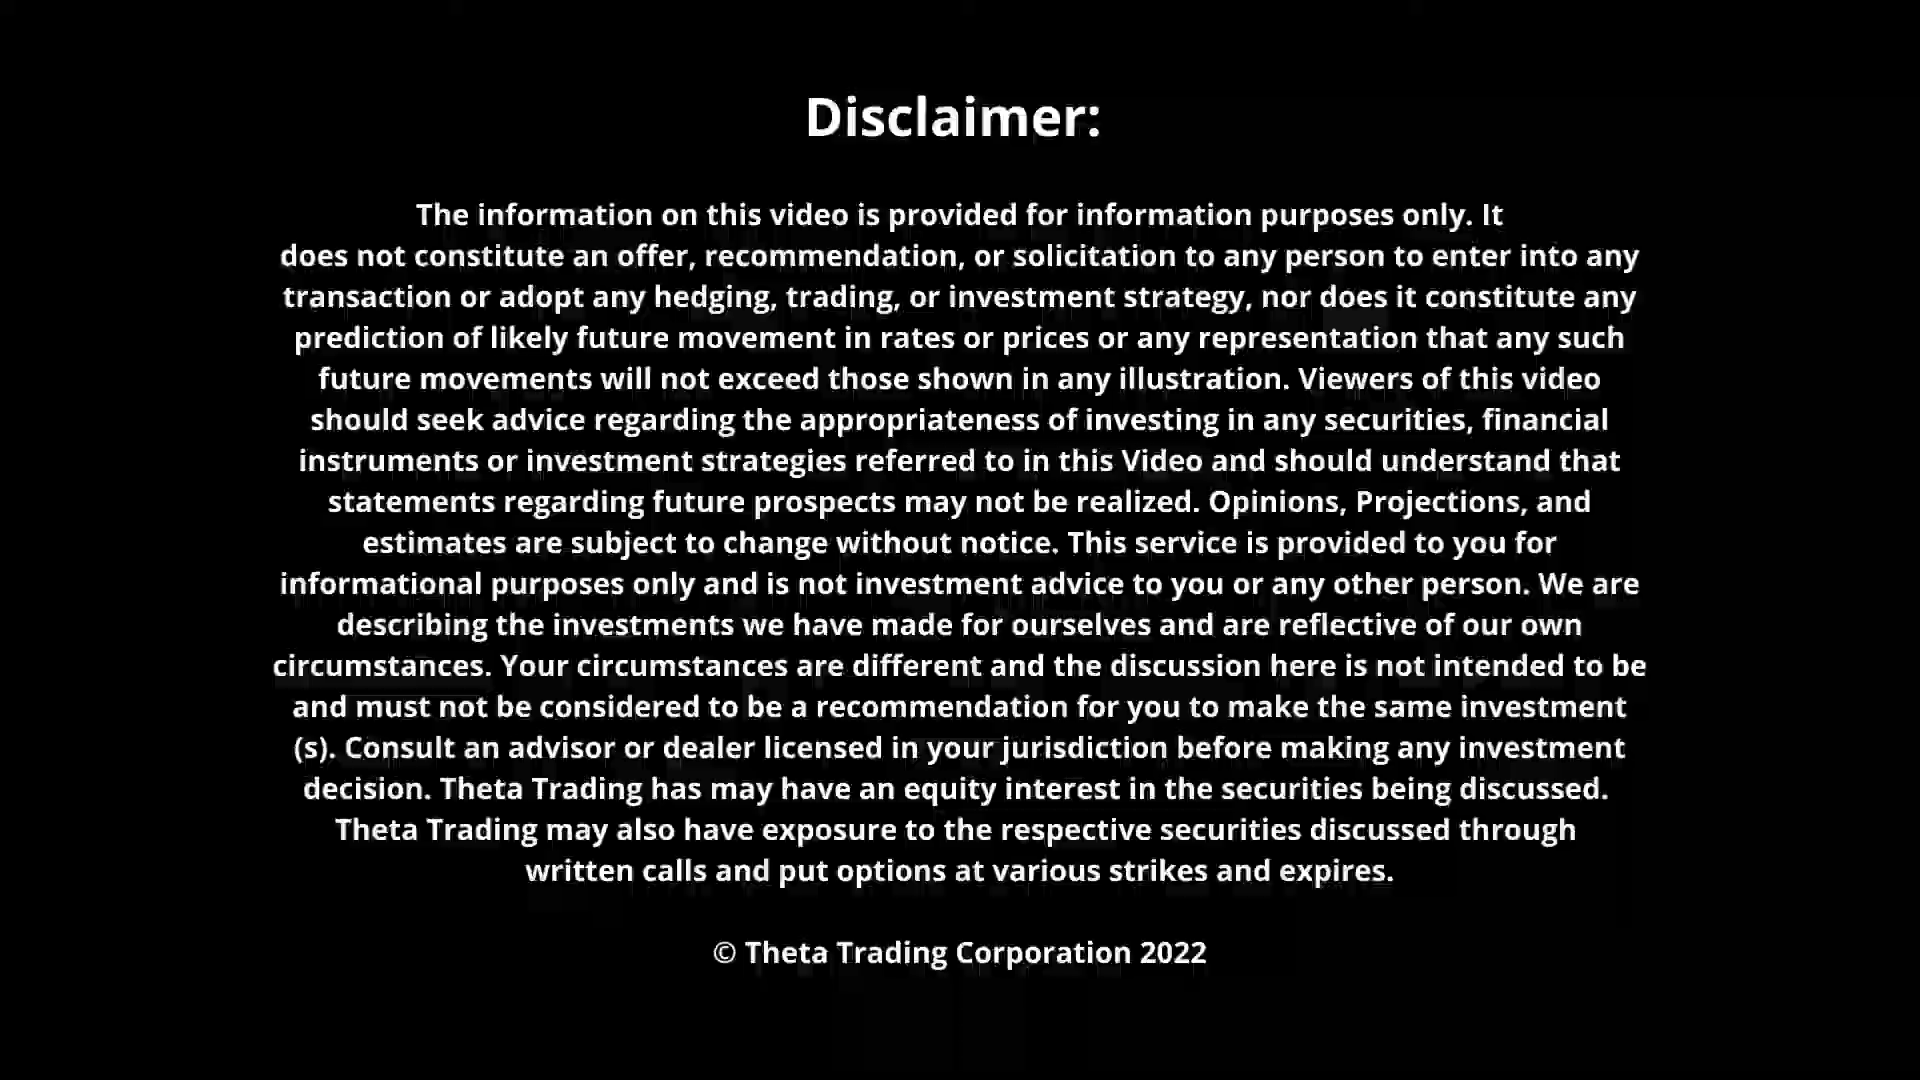 Disclaimer:
The information on this video is provided for information purposes only. It
does not constitute an offer, recommendation, or solicitation to any person to enter into any
transaction or adopt any hedging, trading, or investment strategy, nor does it constitute any
prediction of likely future movement in rates or prices or any representation that any such
future movements will not exceed those shown in any illustration. Viewers of this video
should seek advice regarding the appropriateness of investing in any securities, financial
instruments or investment strategies referred to in this Video and should understand that
statements regarding future prospects may not be realized. Opinions, Projections, and
estimates are subject to change without notice. This service is provided to you for
informational purposes only and is not investment advice to you or any other person. We are
describing the investments we have made for ourselves and are reflective of our own
circumstances. Your circumstances are different and the discussion here is not intended to be
and must not be considered to be a recommendation for you to make the same investment
(s). Consult an advisor or dealer licensed in your jurisdiction before making any investment
decision. Theta Trading has may have an equity interest in the securities being discussed.
Theta Trading may also have exposure to the respective securities discussed through
written calls and put options at various strikes and expires.
© Theta Trading Corporation 2022